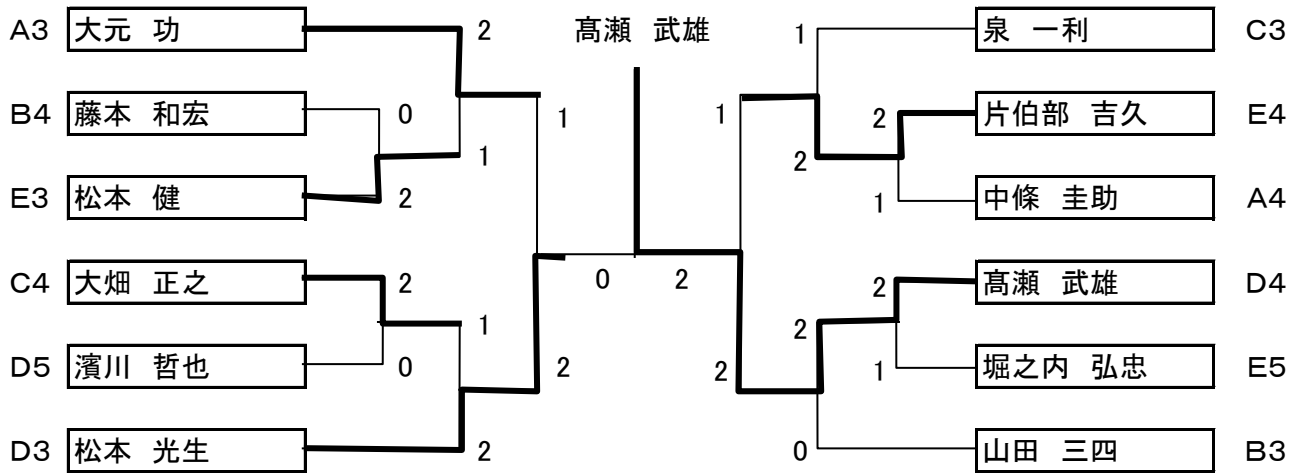 A3 大元 功 2 髙瀬 武雄 1 泉 一利 C3
B4 藤本 和宏 0 1 1 2 片伯部 吉久 E4
1 2
E3 松本 健 2 1 中條 圭助 A4
C4 大畑 正之 2 0 2 2 髙瀬 武雄 D4
1 2
D5 濱川 哲也 0 2 2 1 堀之内 弘忠 E5
D3 松本 光生 2 0 山田 三四 B3